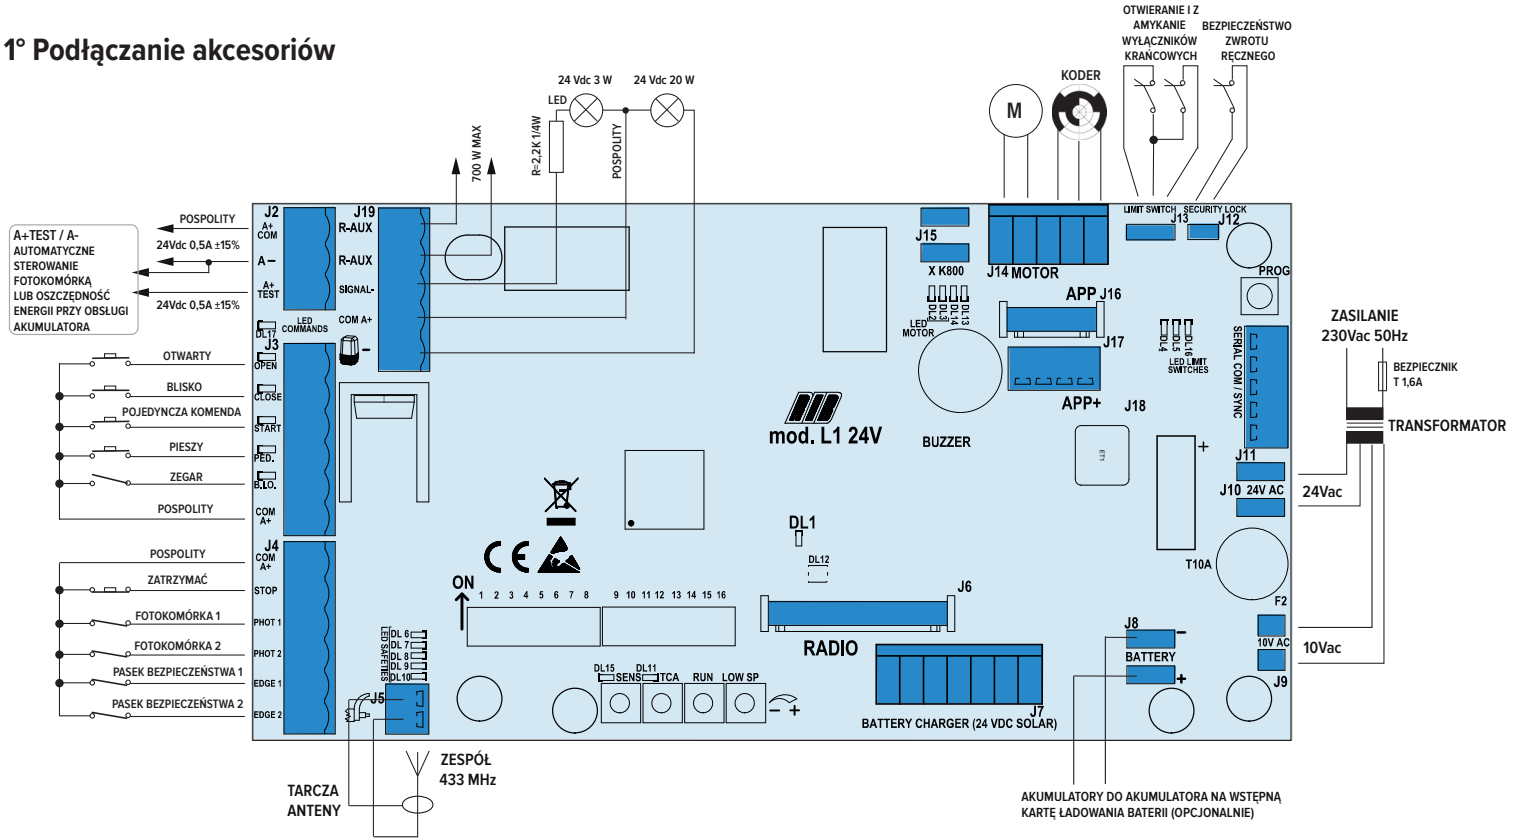 1° Podłączanie akcesoriów
OTWIERANIE I Z
AMYKANIE
WYŁĄCZNIKÓW
KRAŃCOWYCH
BEZPIECZEŃSTWO
ZWROTU
RĘCZNEGO
24 Vdc 3 W
24 Vdc 20 W
LED
R=2,2K 1/4W
700 W MAX
POSPOLITY
M
KODER
LIMIT SWITCH
SECURITY LOCK
J13
J12
J2
J19
A+
COM
R-AUX
A-
R-AUX
A+
TEST
SIGNAL-
LED
COMMANDS
COM A+
DL17
-
POSPOLITY
24Vdc 0,5A ±15%
24Vdc 0,5A ±15%
A+TEST / A-
AUTOMATYCZNE
STEROWANIE
FOTOKOMÓRKĄ
LUB OSZCZĘDNOŚĆ
ENERGII PRZY OBSŁUGI
AKUMULATORA
J15
X K800
J14 MOTOR
PROG
APP J16
DL2
DL3
DL14
DL13
LED
MOTOR
J17
APP+
J18
DL4
DL5
DL16
LED LIMIT
SWITCHES
SERIAL COM / SYNC
ZASILANIE
230Vac 50Hz
BEZPIECZNIK
T 1,6A
TRANSFORMATOR
J3
OPEN
CLOSE
START
PED.
B.I.O.
COM
A+
OTWARTY
BLISKO
POJEDYNCZA KOMENDA
PIESZY
ZEGAR
POSPOLITY
mod. L1 24V
BUZZER
ET1
+
J11
J10 24V AC
24Vac
T10A
F2
J4
COM
A+
STOP
PHOT 1
PHOT 2
EDGE 1
EDGE 2
POSPOLITY
ZATRZYMAĆ
FOTOKOMÓRKA 1
FOTOKOMÓRKA 2
PASEK BEZPIECZEŃSTWA 1
PASEK BEZPIECZEŃSTWA 2
CE
DL1
DL12
ON
1 2 3 4 5 6 7 8
9 10 11 12 13 14 15 16
J6
RADIO
LED SAFETIES
DL 6
DL 7
DL 8
DL 9
DL10
J5
DL15
DL11
SENS
TCA
RUN
LOW SP
- +
J7
BATTERY CHARGER (24 VDC SOLAR)
J8
-
BATTERY
+
10V AC
J9
10Vac
ZESPÓŁ
433 MHz
TARCZA
ANTENY
AKUMULATORY DO AKUMULATORA NA WSTĘPNĄ
KARTĘ ŁADOWANIA BATERII (OPCJONALNIE)